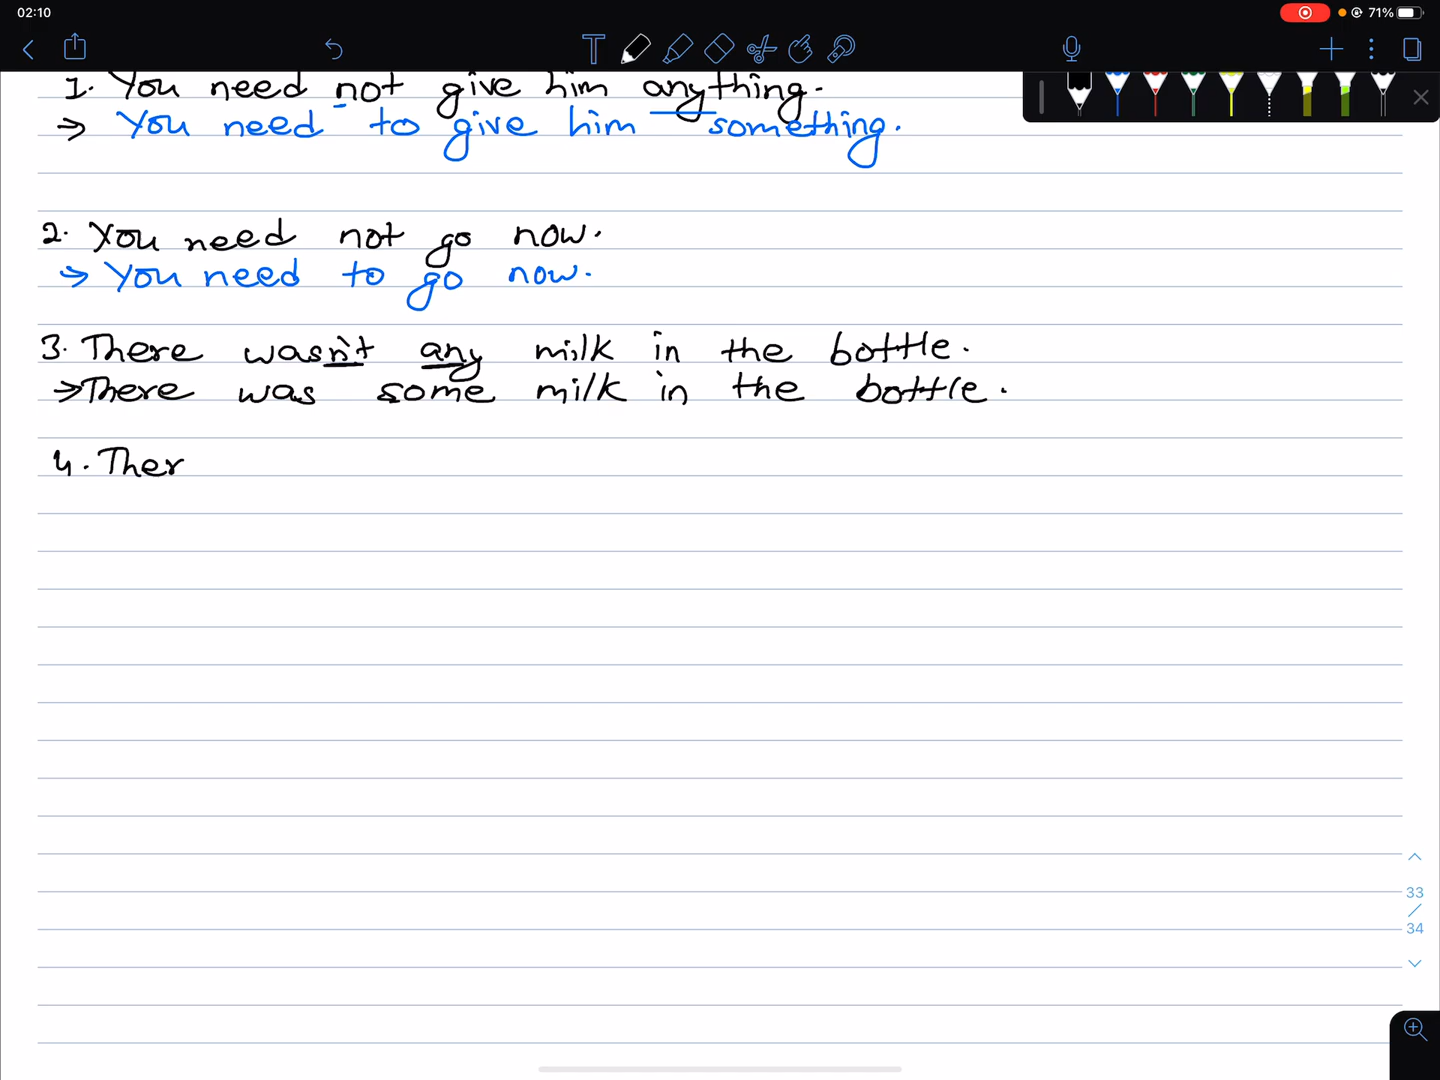 02:10
71%
1. You need not give him anything.
→ You need to give him something.
2. You need not go now.
→ You need to go now.
3. There wasn't any milk in the bottle.
→ There was some milk in the bottle.
4. Ther
33
/
34